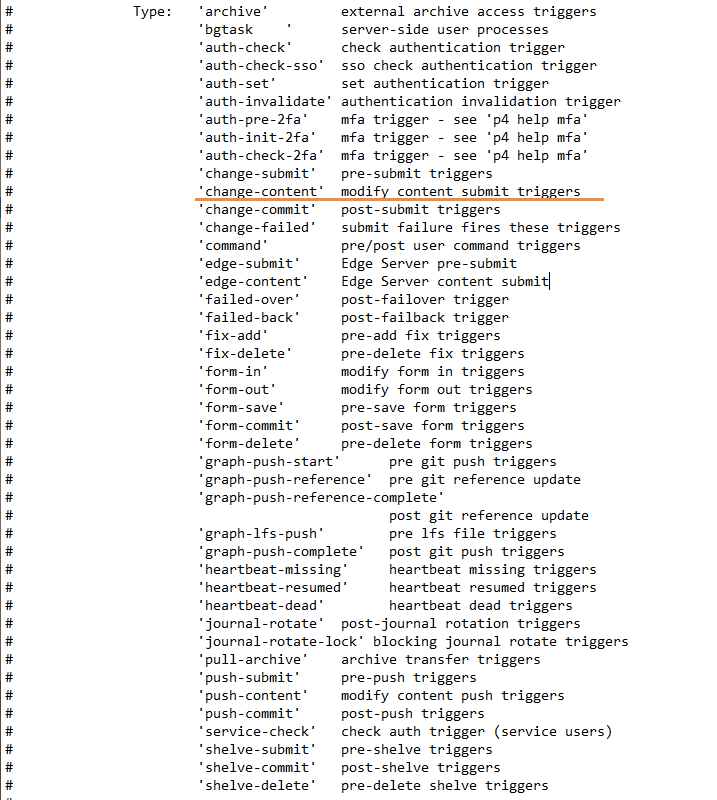 # Type: 'archive' external archive access triggers
# 'bgtask ' server-side user processes
# 'auth-check' check authentication trigger
# 'auth-check-sso' sso check authentication trigger
# 'auth-set' set authentication trigger
# 'auth-invalidate' authentication invalidation trigger
# 'auth-pre-2fa' mfa trigger - see 'p4 help mfa'
# 'auth-init-2fa' mfa trigger - see 'p4 help mfa'
# 'auth-check-2fa' mfa trigger - see 'p4 help mfa'
# 'change-submit' pre-submit triggers
# 'change-content' modify content submit triggers
# 'change-commit' post-submit triggers
# 'change-failed' submit failure fires these triggers
# 'command' pre/post user command triggers
# 'edge-submit' Edge Server pre-submit
# 'edge-content' Edge Server content submit
# 'failed-over' post-failover trigger
# 'failed-back' post-failback trigger
# 'fix-add' pre-add fix triggers
# 'fix-delete' pre-delete fix triggers
# 'form-in' modify form in triggers
# 'form-out' modify form out triggers
# 'form-save' pre-save form triggers
# 'form-commit' post-save form triggers
# 'form-delete' pre-delete form triggers
# 'graph-push-start' pre git push triggers
# 'graph-push-reference' pre git reference update
# 'graph-push-reference-complete'
# post git reference update
# 'graph-lfs-push' pre lfs file triggers
# 'graph-push-complete' post git push triggers
# 'heartbeat-missing' heartbeat missing triggers
# 'heartbeat-resumed' heartbeat resumed triggers
# 'heartbeat-dead' heartbeat dead triggers
# 'journal-rotate' post-journal rotation triggers
# 'journal-rotate-lock' blocking journal rotate triggers
# 'pull-archive' archive transfer triggers
# 'push-submit' pre-push triggers
# 'push-content' modify content push triggers
# 'push-commit' post-push triggers
# 'service-check' check auth trigger (service users)
# 'shelve-submit' pre-shelve triggers
# 'shelve-commit' post-shelve triggers
# 'shelve-delete' pre-delete shelve triggers